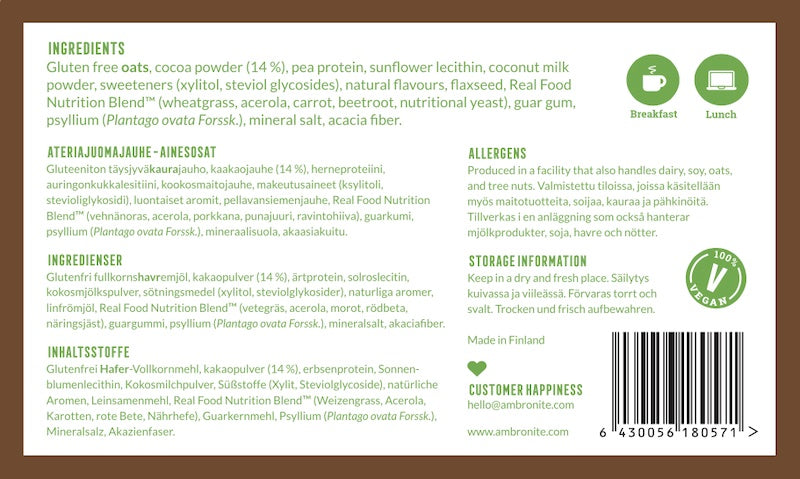 INGREDIENTS
Gluten free oats, cocoa powder (14 %), pea protein, sunflower lecithin, coconut milk
powder, sweeteners (xylitol, steviol glycosides), natural flavours, flaxseed, Real Food
Nutrition Blend™ (wheatgrass, acerola, carrot, beetroot, nutritional yeast), guar gum,
psyllium (Plantago ovata Forssk.), mineral salt, acacia fiber.
Breakfast
Lunch
ATERIAJUOMAJAUHE - AINESOSAT
Gluteeniton täysjyväkaurajauho, kaakaojauhe (14 %), herneproteiini,
auringonkukkalesitiini, kookosmaitojauhe, makeutusaineet (ksylitoli,
stevioliglykosidi), luontaiset aromit, pellavansiemenjauhe, Real Food Nutrition
Blend™ (vehnänoras, acerola, porkkana, punajuuri, ravintohiiva), guarkumi,
psyllium (Plantago ovata Forssk.), mineraalisuola, akaasiakuitu.
INGREDIENSER
Glutenfri fullkornshavremjöl, kakaopulver (14 %), ärtprotein, solroslecitin,
kokosmjölkspulver, sötningsmedel (xylitol, steviolglykosider), naturliga aromer,
linfrömjöl, Real Food Nutrition Blend™ (vetegräs, acerola, morot, rödbeta,
näringsjäst), guargummi, psyllium (Plantago ovata Forssk.), mineralsalt, akaciafiber.
INHALTSSTOFFE
Glutenfrei Hafer-Vollkornmehl, kakaopulver (14 %), erbsenprotein, Sonnen-
blumenlecithin, Kokosmilchpulver, Süßstoffe (Xylit, Steviolglycoside), natürliche
Aromen, Leinsamenmehl, Real Food Nutrition Blend™ (Weizengrass, Acerola,
Karotten, rote Bete, Nährhefe), Guarkernmehl, Psyllium (Plantago ovata Forssk.),
Mineralsalz, Akazienfaser.
ALLERGENS
Produced in a facility that also handles dairy, soy, oats,
and tree nuts. Valmistettu tiloissa, joissa käsitellään
myös maitotuotteita, soijaa, kauraa ja pähkinöitä.
Tillverkas i en anläggning som också hanterar
mjölkprodukter, soja, havre och nötter.
STORAGE INFORMATION
Keep in a dry and fresh place. Säilytys
kuivassa ja viileässä. Förvaras torrt och
svalt. Trocken und frisch aufbewahren.
100%
V
VEGAN
Made in Finland
CUSTOMER HAPPINESS
hello@ambronite.com
www.ambronite.com
6 430056 180571 >